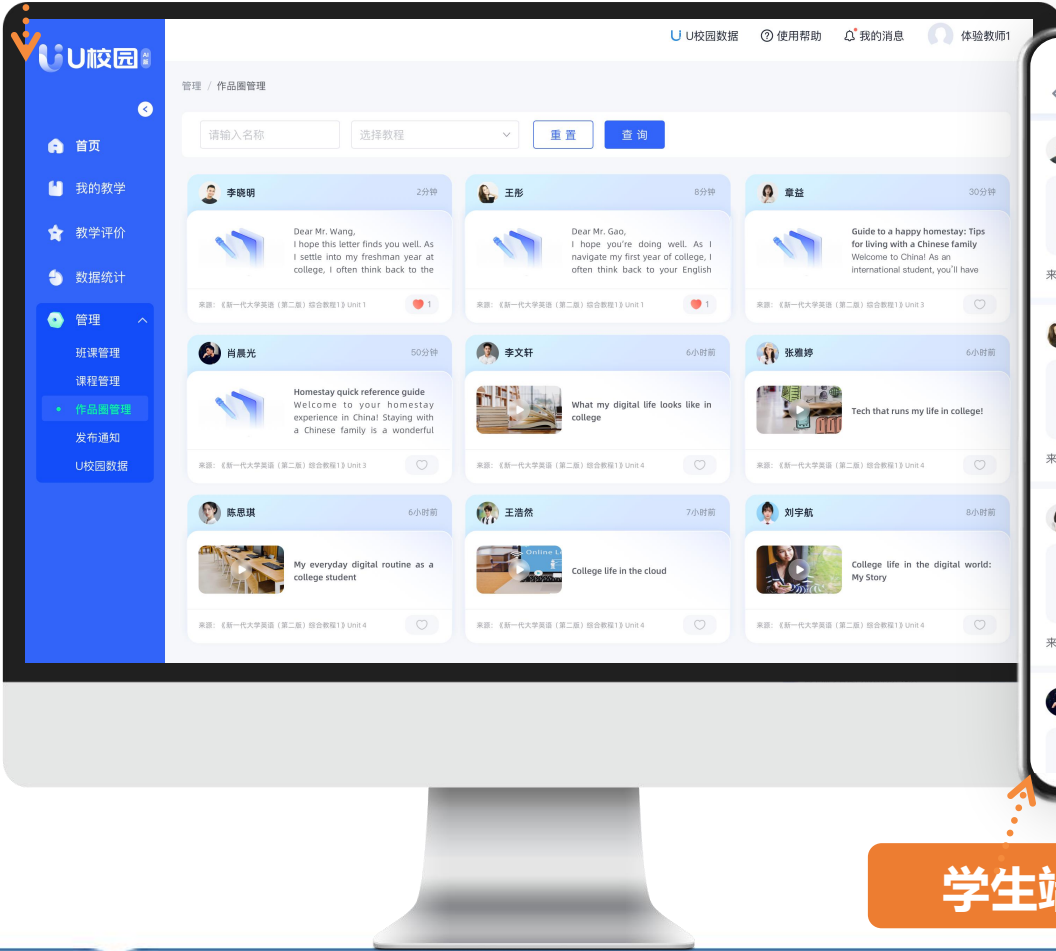 U校园 AI版
U校园数据
使用帮助
我的消息
体验教师1
管理 / 作品圈管理
首页
我的教学
教学评价
数据统计
管理
班课管理
课程管理
作品圈管理
发布通知
U校园数据
请输入名称
选择教程
重 置
查 询
李晓明
2分钟
Dear Mr. Wang,
I hope this letter finds you well. As
I settle into my freshman year at
college, I often think back to the
来源：《新一代大学英语（第二版）综合教程1》Unit 1
1
王彤
8分钟
Dear Mr. Gao,
I hope you're doing well. As I
navigate my first year of college, I
often think back to your English
来源：《新一代大学英语（第二版）综合教程1》Unit 1
1
章益
30分钟
Guide to a happy homestay: Tips
for living with a Chinese family
Welcome to China! As an
international student, you'll have
来源：《新一代大学英语（第二版）综合教程1》Unit 3
肖晨光
50分钟
Homestay quick reference guide
Welcome to your homestay
experience in China! Staying with
a Chinese family is a wonderful
来源：《新一代大学英语（第二版）综合教程1》Unit 3
李文轩
6小时前
What my digital life looks like in
college
来源：《新一代大学英语（第二版）综合教程1》Unit 4
张雅婷
6小时前
Tech that runs my life in college!
来源：《新一代大学英语（第二版）综合教程1》Unit 4
陈思琪
6小时前
My everyday digital routine as a
college student
来源：《新一代大学英语（第二版）综合教程1》Unit 4
王浩然
7小时前
Online
College life in the cloud
来源：《新一代大学英语（第二版）综合教程1》Unit 4
刘宇航
8小时前
College life in the digital world:
My Story
来源：《新一代大学英语（第二版）综合教程1》Unit 4
来
来
来
学生端